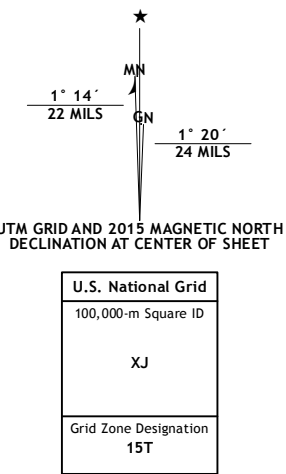 MN
1° 14´
22 MILS
GN
1° 20´
24 MILS
UTM GRID AND 2015 MAGNETIC NORTH
DECLINATION AT CENTER OF SHEET
U.S. National Grid
100,000-m Square ID
XJ
Grid Zone Designation
15T